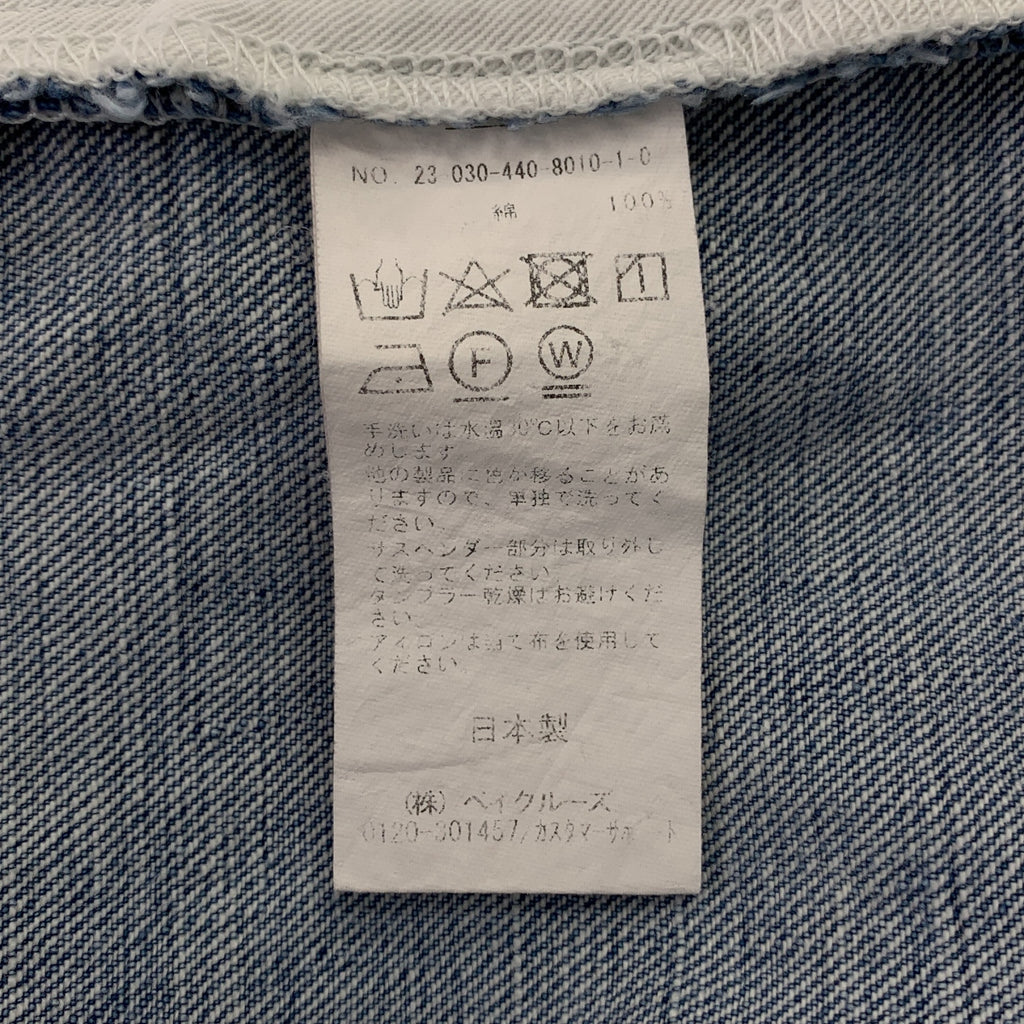 NO. 23 030-440-8010-1-0
綿 100%
F W
手洗いは水温 0℃以下をお薦
めします
他の製品に色が移ることがあ
りますので、単独で洗ってく
ださい。
サスペンダー部分は取り外し
て洗ってください
タンブラー乾燥はお避けくだ
さい。
アイロンは当て布を使用して
ください。
日本製
(株) ベイクルーズ
0120-301457/カスタマーサポート